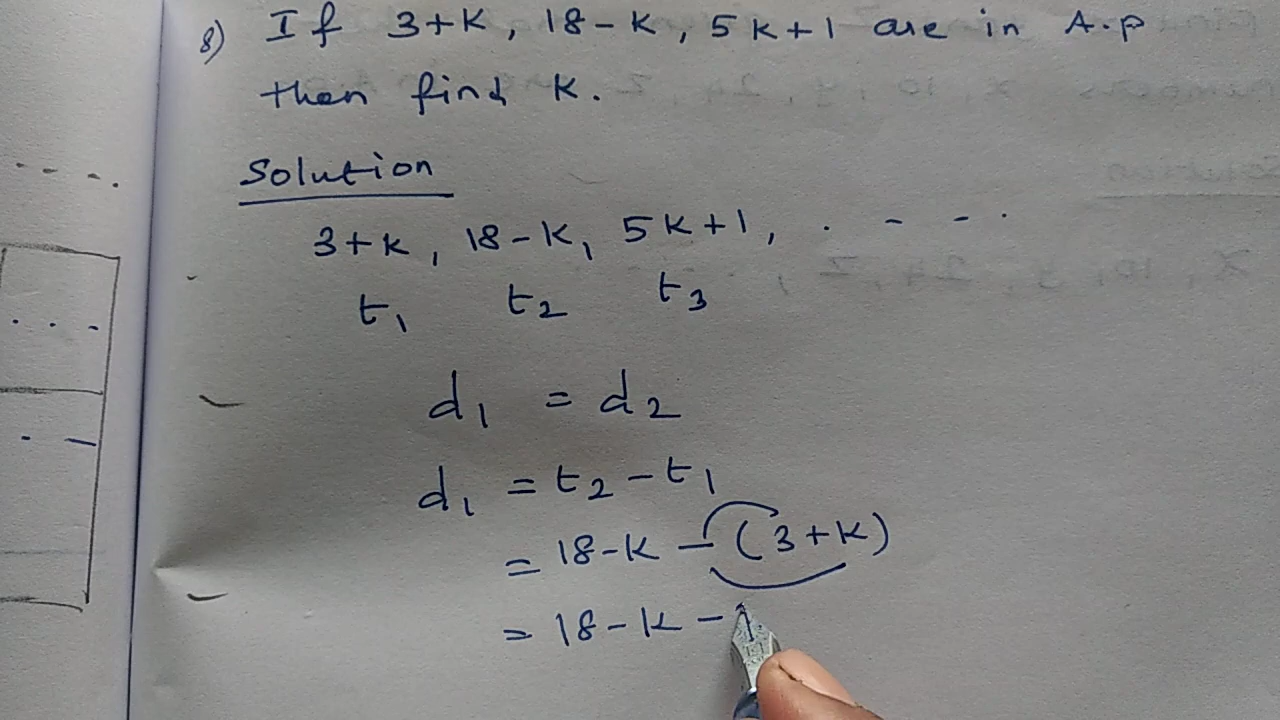 8) If 3+K, 18-K, 5K+1 are in A.p
then find K.
Solution
3+K, 18-K, 5K+1, . - - .
t₁ t₂ t₃
d₁ = d₂
d₁ = t₂ - t₁
= 18-K - (3+K)
= 18-K -